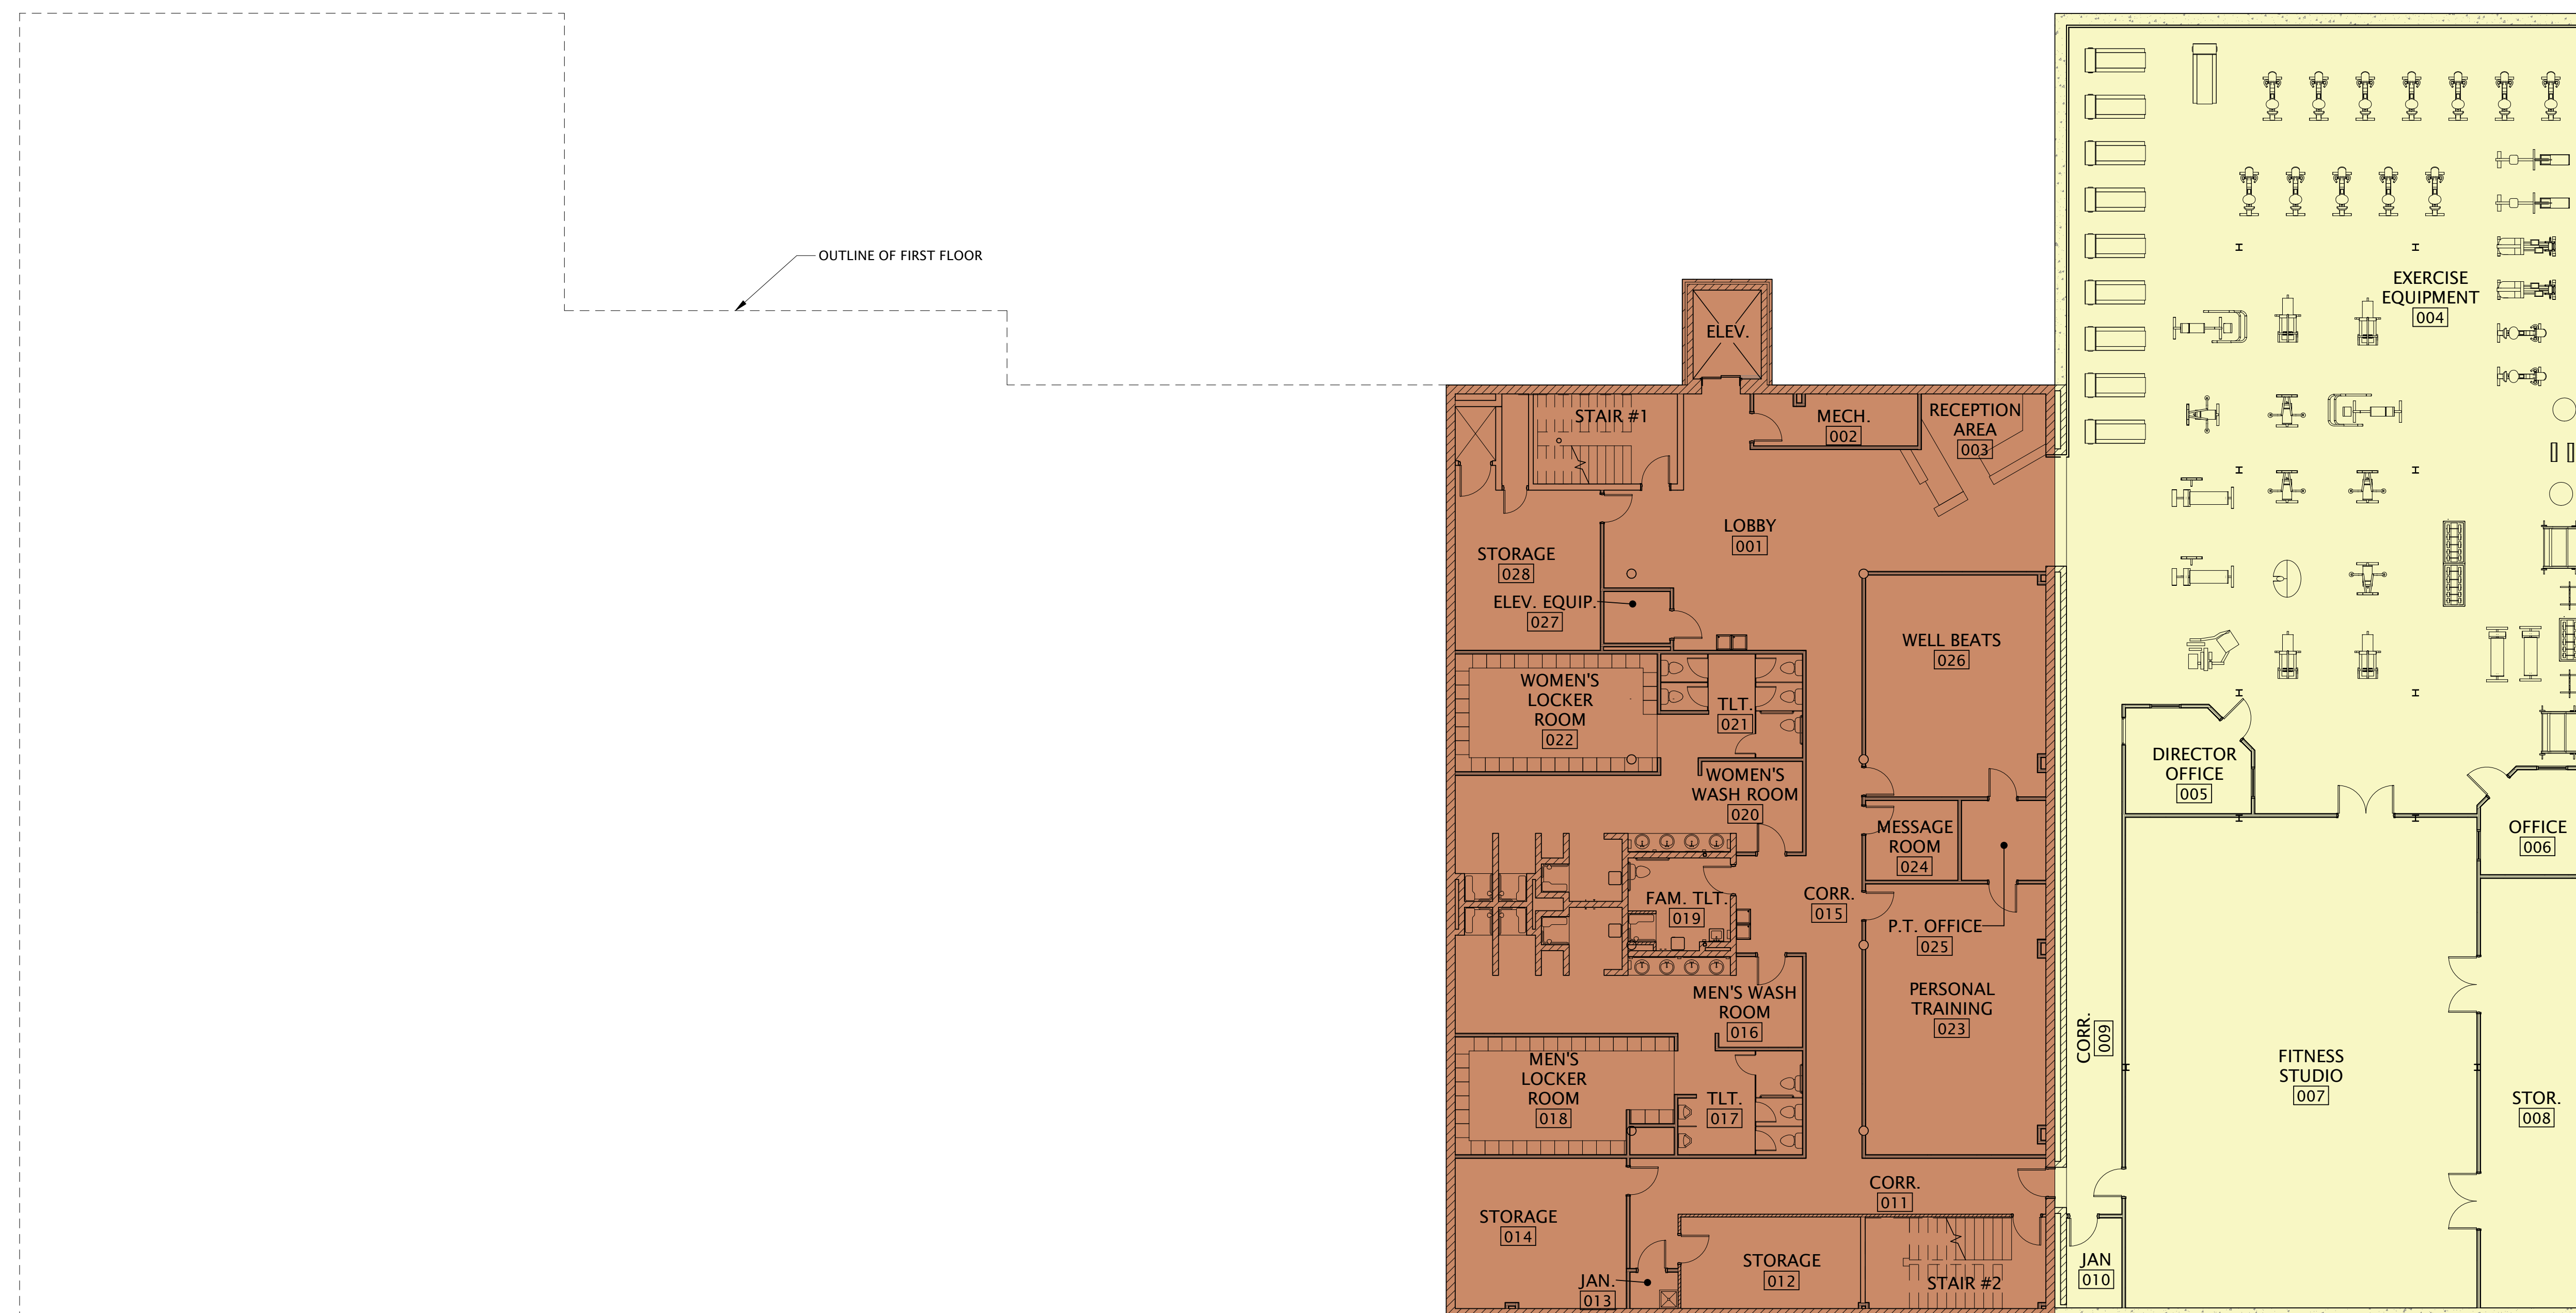 OUTLINE OF FIRST FLOOR
ELEV.
STAIR #1
MECH.
002
RECEPTION
AREA
003
EXERCISE
EQUIPMENT
004
LOBBY
001
STORAGE
028
ELEV. EQUIP.
027
WELL BEATS
026
WOMEN'S
LOCKER
ROOM
022
TLT.
021
WOMEN'S
WASH ROOM
020
DIRECTOR
OFFICE
005
MESSAGE
ROOM
024
OFFICE
006
FAM. TLT.
019
CORR.
015
P.T. OFFICE
025
MEN'S WASH
ROOM
016
PERSONAL
TRAINING
023
CORR.
009
MEN'S
LOCKER
ROOM
018
TLT.
017
FITNESS
STUDIO
007
STOR.
008
CORR.
011
STORAGE
014
JAN.
013
STORAGE
012
STAIR #2
JAN
010